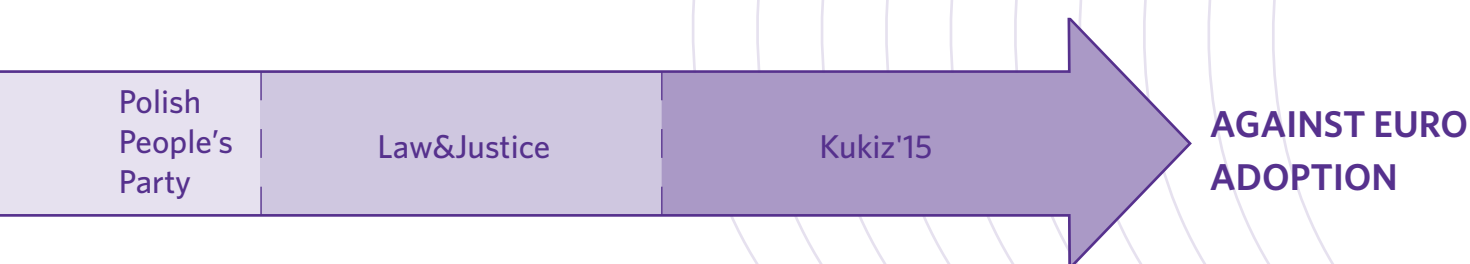 Polish
People’s
Party
Law&Justice
Kukiz'15
AGAINST EURO
ADOPTION